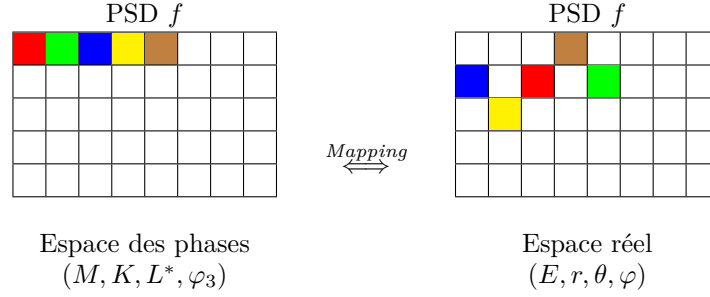 PSD f
PSD f
Mapping
⟺
Espace des phases
(M, K, L*, φ₃)
Espace réel
(E, r, θ, φ)